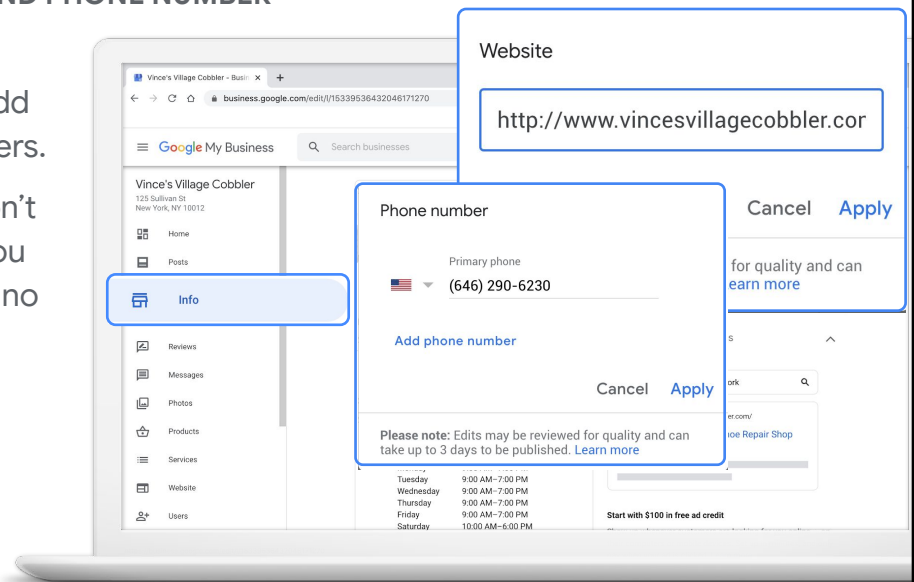 ND PHONE NUMBER
dd
ers.
n't
ou
no
Vince's Village Cobbler - Busin
business.google.com/edit/l/15339536432046171270
Google My Business
Search businesses
Vince's Village Cobbler
125 Sullivan St
New York, NY 10012
Home
Posts
Info
Reviews
Messages
Photos
Products
Services
Website
Users
Website
http://www.vincesvillagecobbler.cor
Cancel Apply
for quality and can
earn more
Phone number
Primary phone
(646) 290-6230
Add phone number
Cancel Apply
Please note: Edits may be reviewed for quality and can
take up to 3 days to be published. Learn more
Tuesday 9:00 AM–7:00 PM
Wednesday 9:00 AM–7:00 PM
Thursday 9:00 AM–7:00 PM
Friday 9:00 AM–7:00 PM
Saturday 10:00 AM–6:00 PM
S
ork
er.com/
oe Repair Shop
Start with $100 in free ad credit